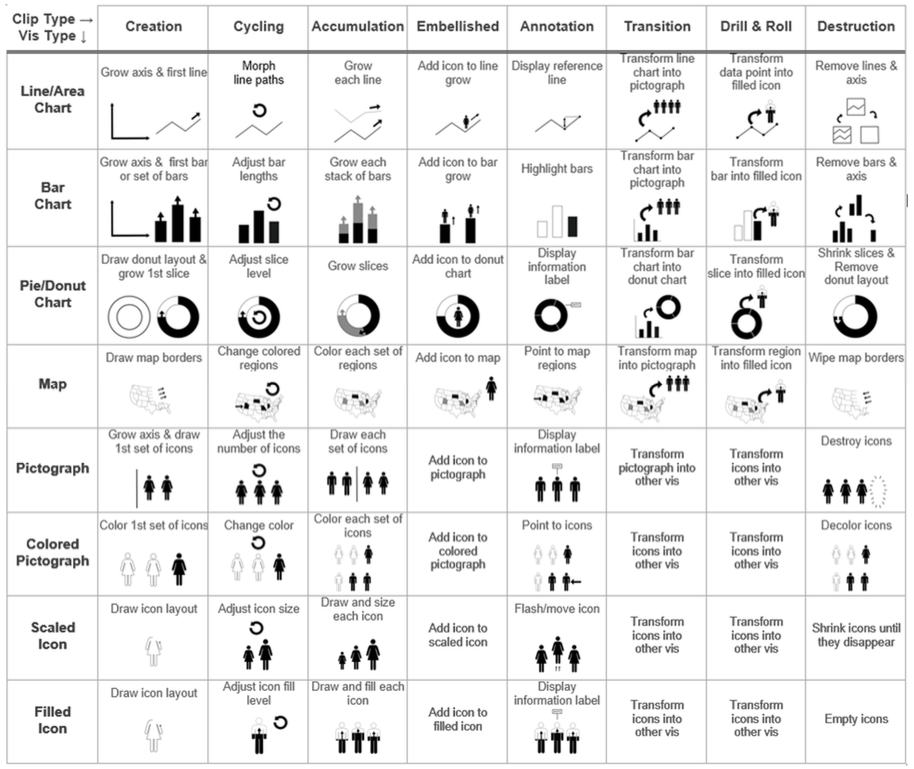 Clip Type → Creation Cycling Accumulation Embellished Annotation Transition Drill & Roll Destruction
Vis Type ↓
Line/Area
Chart
Grow axis & first line
Morph
line paths
Grow
each line
Add icon to line
grow
Display reference
line
Transform line
chart into
pictograph
Transform
data point into
filled icon
Remove lines &
axis
Bar
Chart
Grow axis & first bar
or set of bars
Adjust bar
lengths
Grow each
stack of bars
Add icon to bar
grow
Highlight bars
Transform bar
chart into
pictograph
Transform
bar into filled icon
Remove bars &
axis
Pie/Donut
Chart
Draw donut layout &
grow 1st slice
Adjust slice
level
Grow slices
Add icon to donut
chart
Display
information
label
Transform bar
chart into
donut chart
Transform
slice into filled icon
Shrink slices &
Remove
donut layout
Map
Draw map borders
Change colored
regions
Color each set of
regions
Add icon to map
Point to map
regions
Transform map
into pictograph
Transform region
into filled icon
Wipe map borders
Pictograph
Grow axis & draw
1st set of icons
Adjust the
number of icons
Draw each
set of icons
Add icon to
pictograph
Display
information label
Transform
pictograph into
other vis
Transform
icons into
other vis
Destroy icons
Colored
Pictograph
Color 1st set of icons
Change color
Color each set of
icons
Add icon to
colored
pictograph
Point to icons
Transform
icons into
other vis
Transform
icons into
other vis
Decolor icons
Scaled
Icon
Draw icon layout
Adjust icon size
Draw and size
each icon
Add icon to
scaled icon
Flash/move icon
Transform
icons into
other vis
Transform
icons into
other vis
Shrink icons until
they disappear
Filled
Icon
Draw icon layout
Adjust icon fill
level
Draw and fill each
icon
Add icon to
filled icon
Display
information label
Transform
icons into
other vis
Transform
icons into
other vis
Empty icons